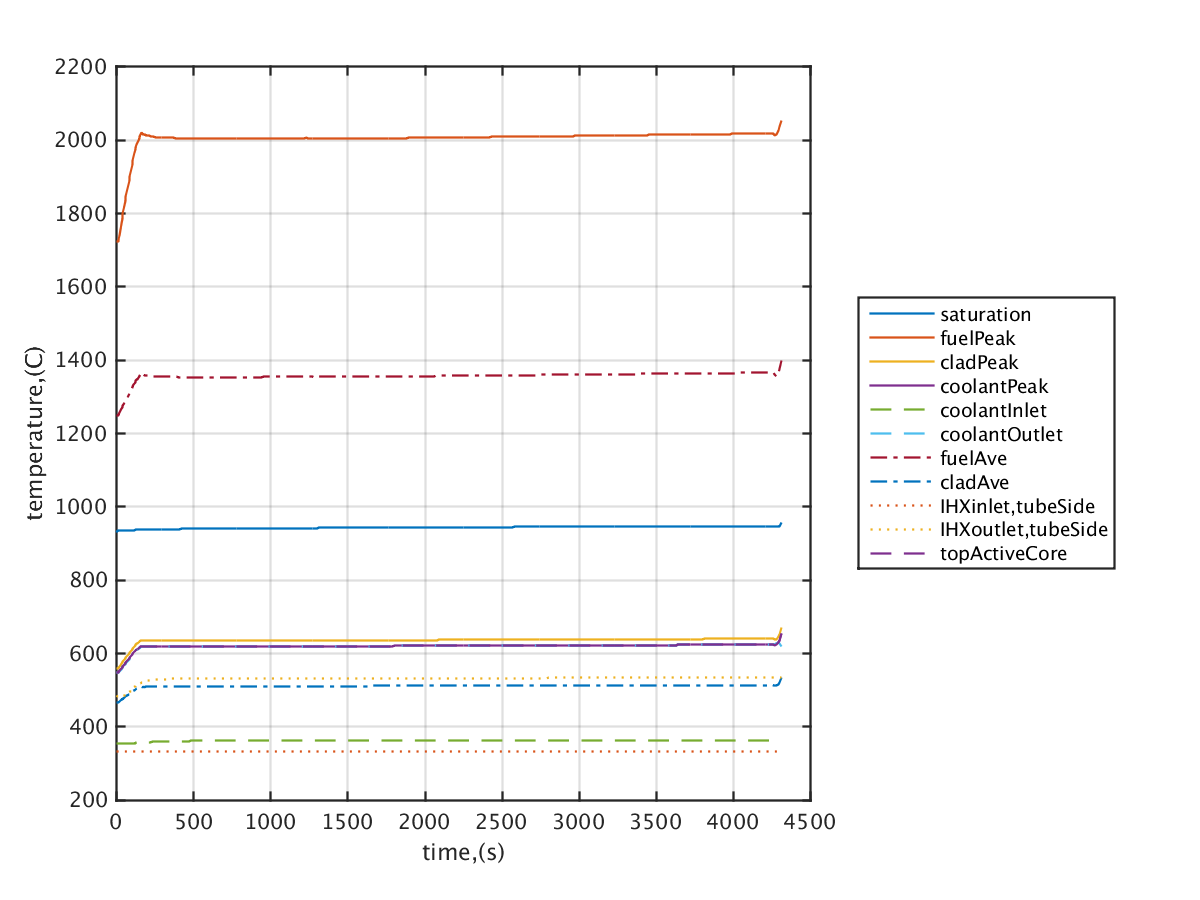 2200
2000
1800
1600
1400
1200
1000
800
600
400
200
temperature,(C)
0 500 1000 1500 2000 2500 3000 3500 4000 4500
time,(s)
saturation
fuelPeak
cladPeak
coolantPeak
coolantInlet
coolantOutlet
fuelAve
cladAve
IHXinlet,tubeSide
IHXoutlet,tubeSide
topActiveCore